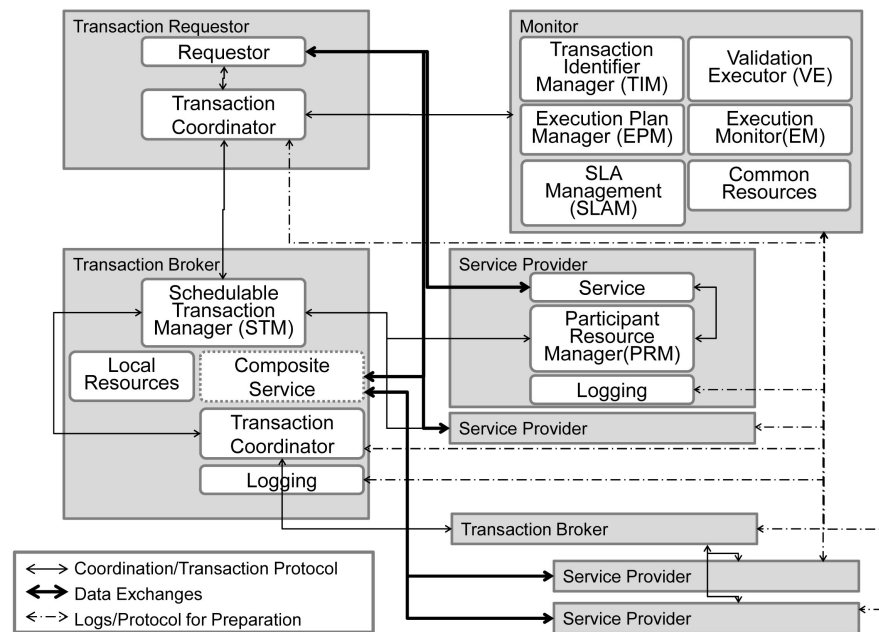 Transaction Requestor
Requestor
Transaction
Coordinator
Monitor
Transaction
Identifier
Manager (TIM)
Validation
Executor (VE)
Execution Plan
Manager (EPM)
Execution
Monitor(EM)
SLA
Management
(SLAM)
Common
Resources
Transaction Broker
Schedulable
Transaction
Manager (STM)
Local
Resources
Composite
Service
Transaction
Coordinator
Logging
Service Provider
Service
Participant
Resource
Manager(PRM)
Logging
Service Provider
Transaction Broker
Service Provider
Service Provider
Coordination/Transaction Protocol
Data Exchanges
Logs/Protocol for Preparation